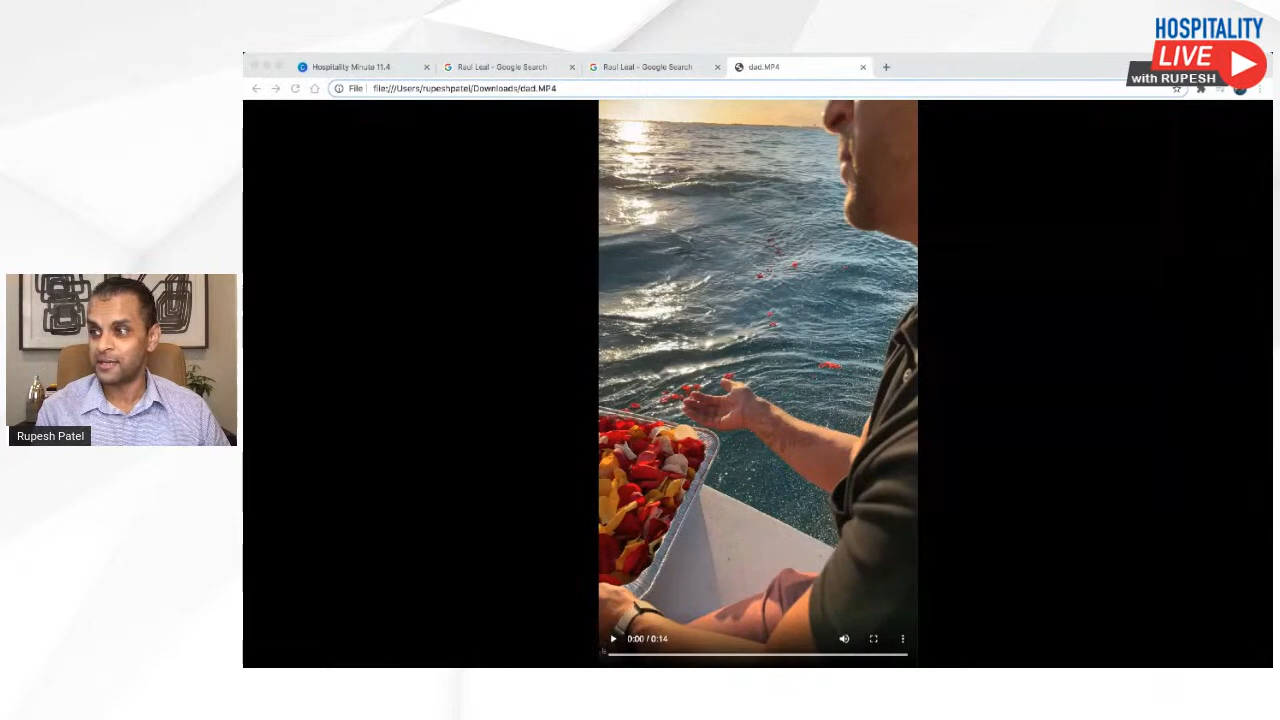 HOSPITALITY
LIVE
with RUPESH
Hospitality Minute 11.4
Raul Leal - Google Search
Raul Leal - Google Search
dad.MP4
File
file:///Users/rupeshpatel/Downloads/dad.MP4
Rupesh Patel
0:00 / 0:14